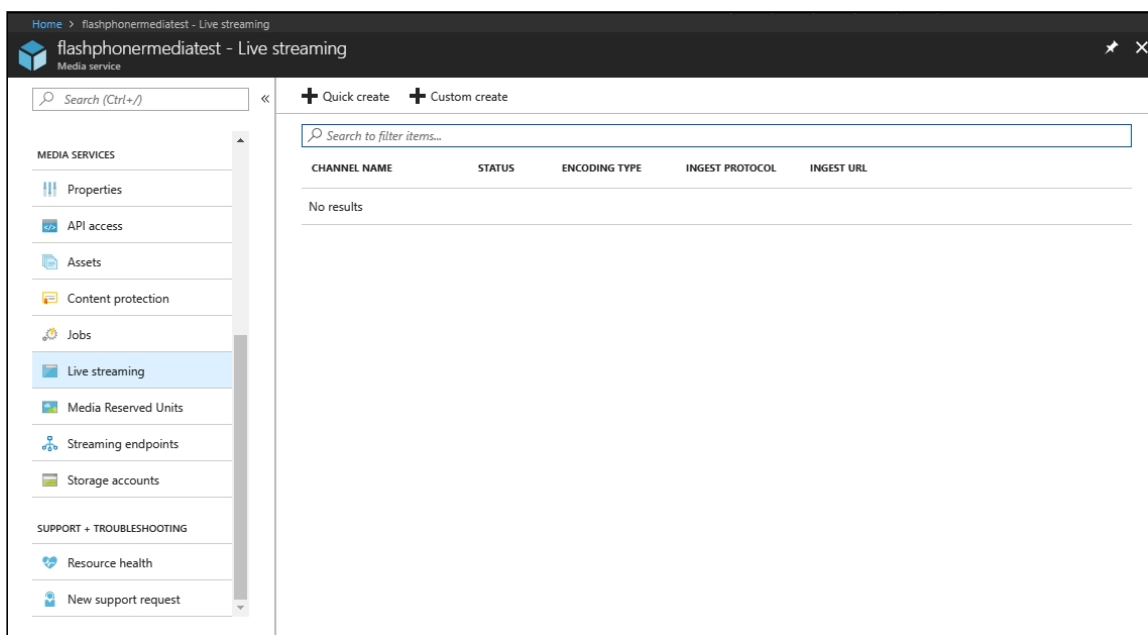 Home > flashphonermediatest - Live streaming
flashphonermediatest - Live streaming
Media service
Search (Ctrl+/)
Quick create Custom create
Search to filter items...
MEDIA SERVICES
CHANNEL NAME STATUS ENCODING TYPE INGEST PROTOCOL INGEST URL
Properties
No results
API access
Assets
Content protection
Jobs
Live streaming
Media Reserved Units
Streaming endpoints
Storage accounts
SUPPORT + TROUBLESHOOTING
Resource health
New support request